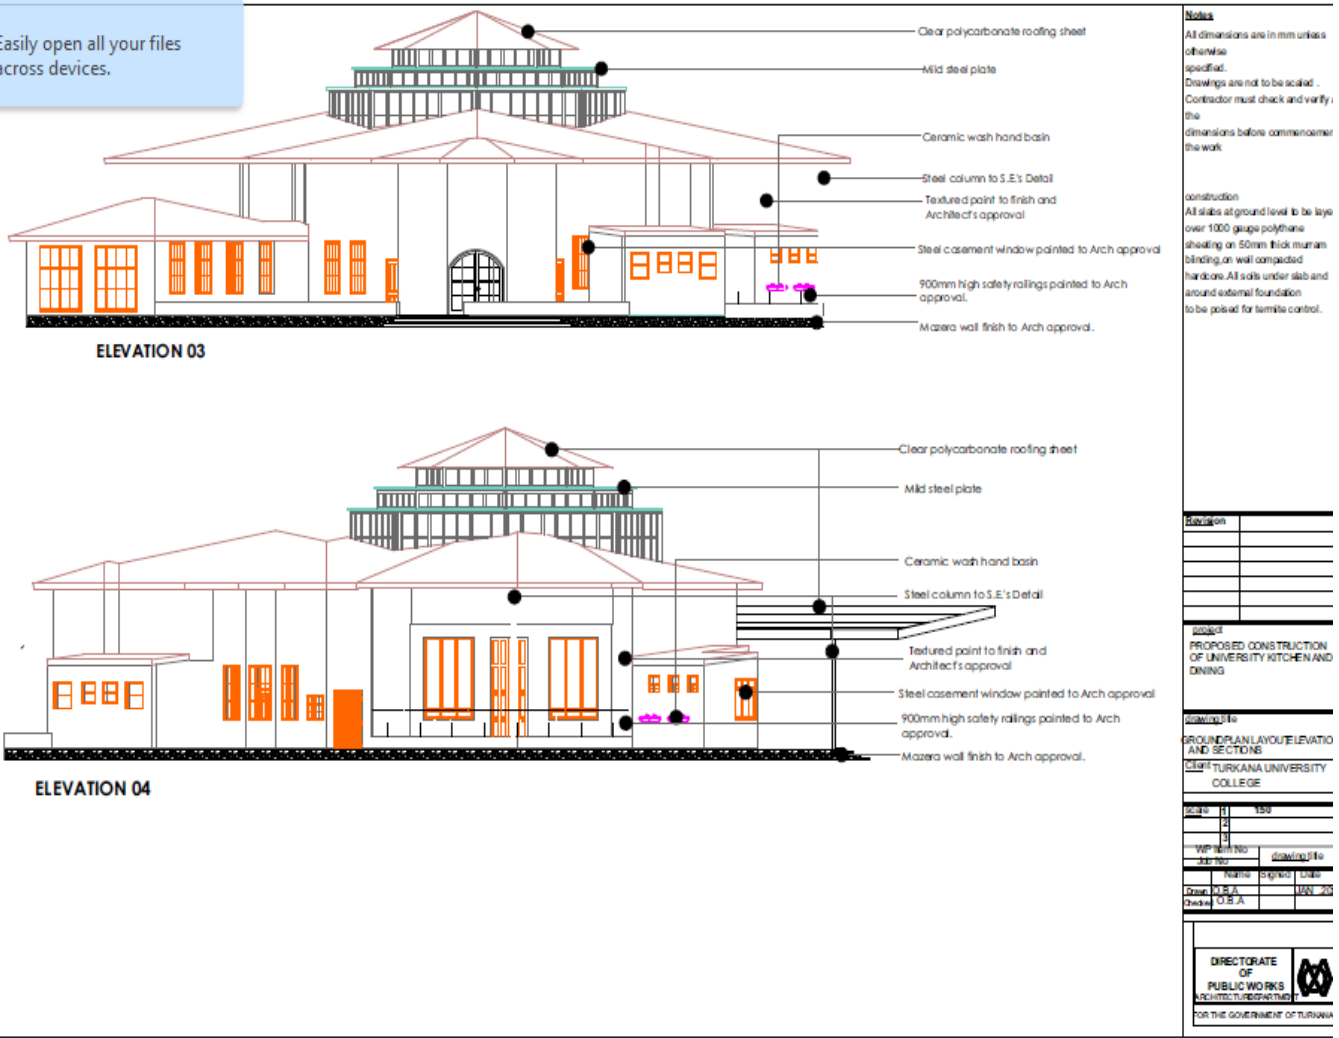 Easily open all your files
across devices.
Clear polycarbonate roofing sheet
Mild steel plate
Ceramic wash hand basin
Steel column to S.E's Detail
Textured paint to finish and
Architect's approval
Steel casement window painted to Arch approval
900mm high safety railings painted to Arch
approval.
Mazera wall finish to Arch approval.
ELEVATION 03
Clear polycarbonate roofing sheet
Mild steel plate
Ceramic wash hand basin
Steel column to S.E's Detail
Textured paint to finish and
Architect's approval
Steel casement window painted to Arch approval
900mm high safety railings painted to Arch
approval.
Mazera wall finish to Arch approval.
ELEVATION 04
Notes
All dimensions are in mm unless
otherwise
specified.
Drawings are not to be scaled .
Contractor must check and verify
the
dimensions before commencemen
the work
construction
All slabs at ground level to be laye
over 1000 gauge polythene
sheeting on 50mm thick murram
blinding,on well compacted
hardcore.All soils under slab and
around external foundation
to be poised for termite control.
Revision
project
PROPOSED CONSTRUCTION
OF UNIVERSITY KITCHEN AND
DINING
drawing title
GROUNDPLAN LAYOUT,ELEVATIO
AND SECTIONS
Client TURKANA UNIVERSITY
COLLEGE
scale 1 1:50
2
3
WP Item No
Job No
drawing title
Name Signed Date
Drawn O.B.A JAN .20
Checked O.B.A
DIRECTORATE
OF
PUBLIC WORKS
ARCHITECTURE DEPARTMENT
FOR THE GOVERNMENT OF TURKANA